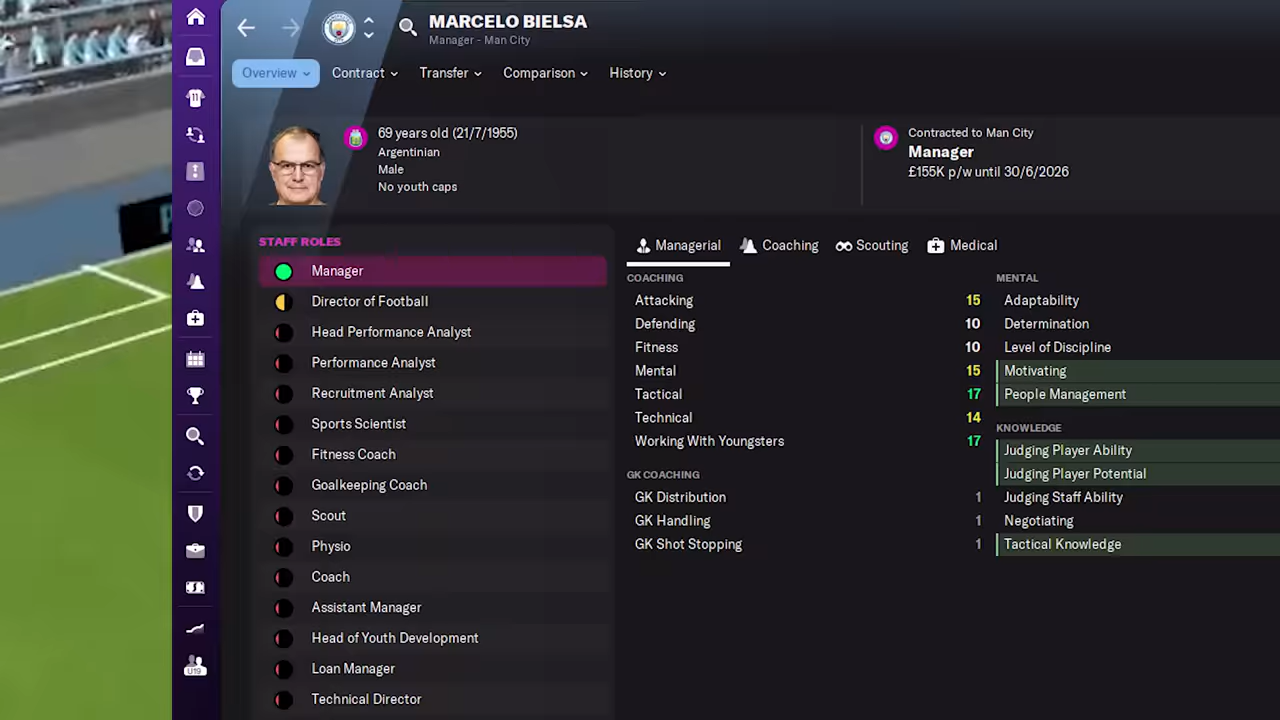 MARCELO BIELSA
Manager - Man City
Overview
Contract
Transfer
Comparison
History
69 years old (21/7/1955)
Argentinian
Male
No youth caps
Contracted to Man City
Manager
£155K p/w until 30/6/2026
STAFF ROLES
Manager
Director of Football
Head Performance Analyst
Performance Analyst
Recruitment Analyst
Sports Scientist
Fitness Coach
Goalkeeping Coach
Scout
Physio
Coach
Assistant Manager
Head of Youth Development
Loan Manager
Technical Director
Managerial
Coaching
Scouting
Medical
COACHING
Attacking 15
Defending 10
Fitness 10
Mental 15
Tactical 17
Technical 14
Working With Youngsters 17
GK COACHING
GK Distribution 1
GK Handling 1
GK Shot Stopping 1
MENTAL
Adaptability
Determination
Level of Discipline
Motivating
People Management
KNOWLEDGE
Judging Player Ability
Judging Player Potential
Judging Staff Ability
Negotiating
Tactical Knowledge
11
U19